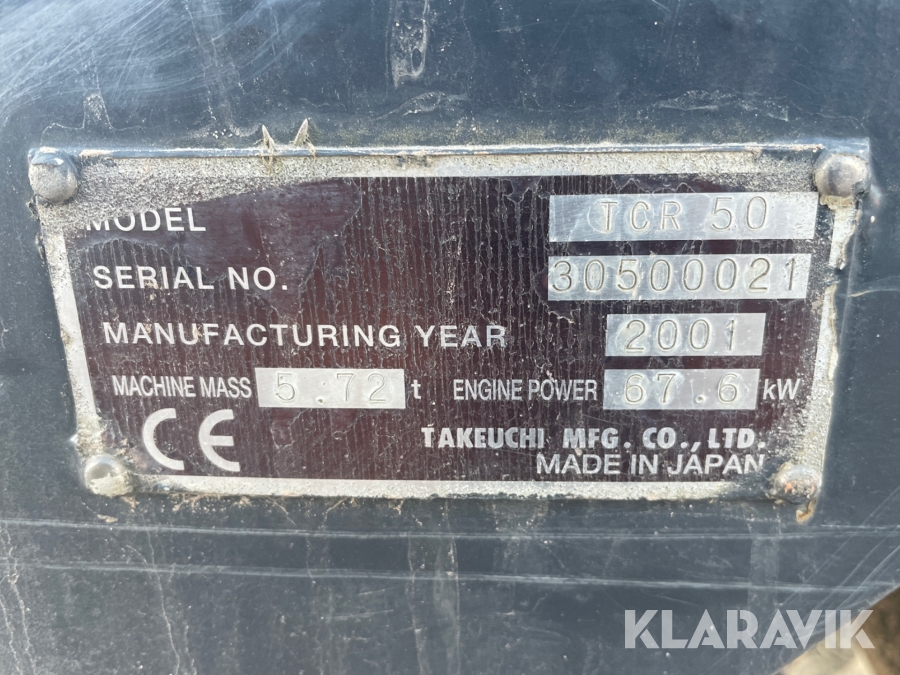 MODEL TCR 50
SERIAL NO. 30500021
MANUFACTURING YEAR 2001
MACHINE MASS 5.72 t ENGINE POWER 67.6 kW
CE TAKEUCHI MFG. CO., LTD.
MADE IN JAPAN
KLARAVIK